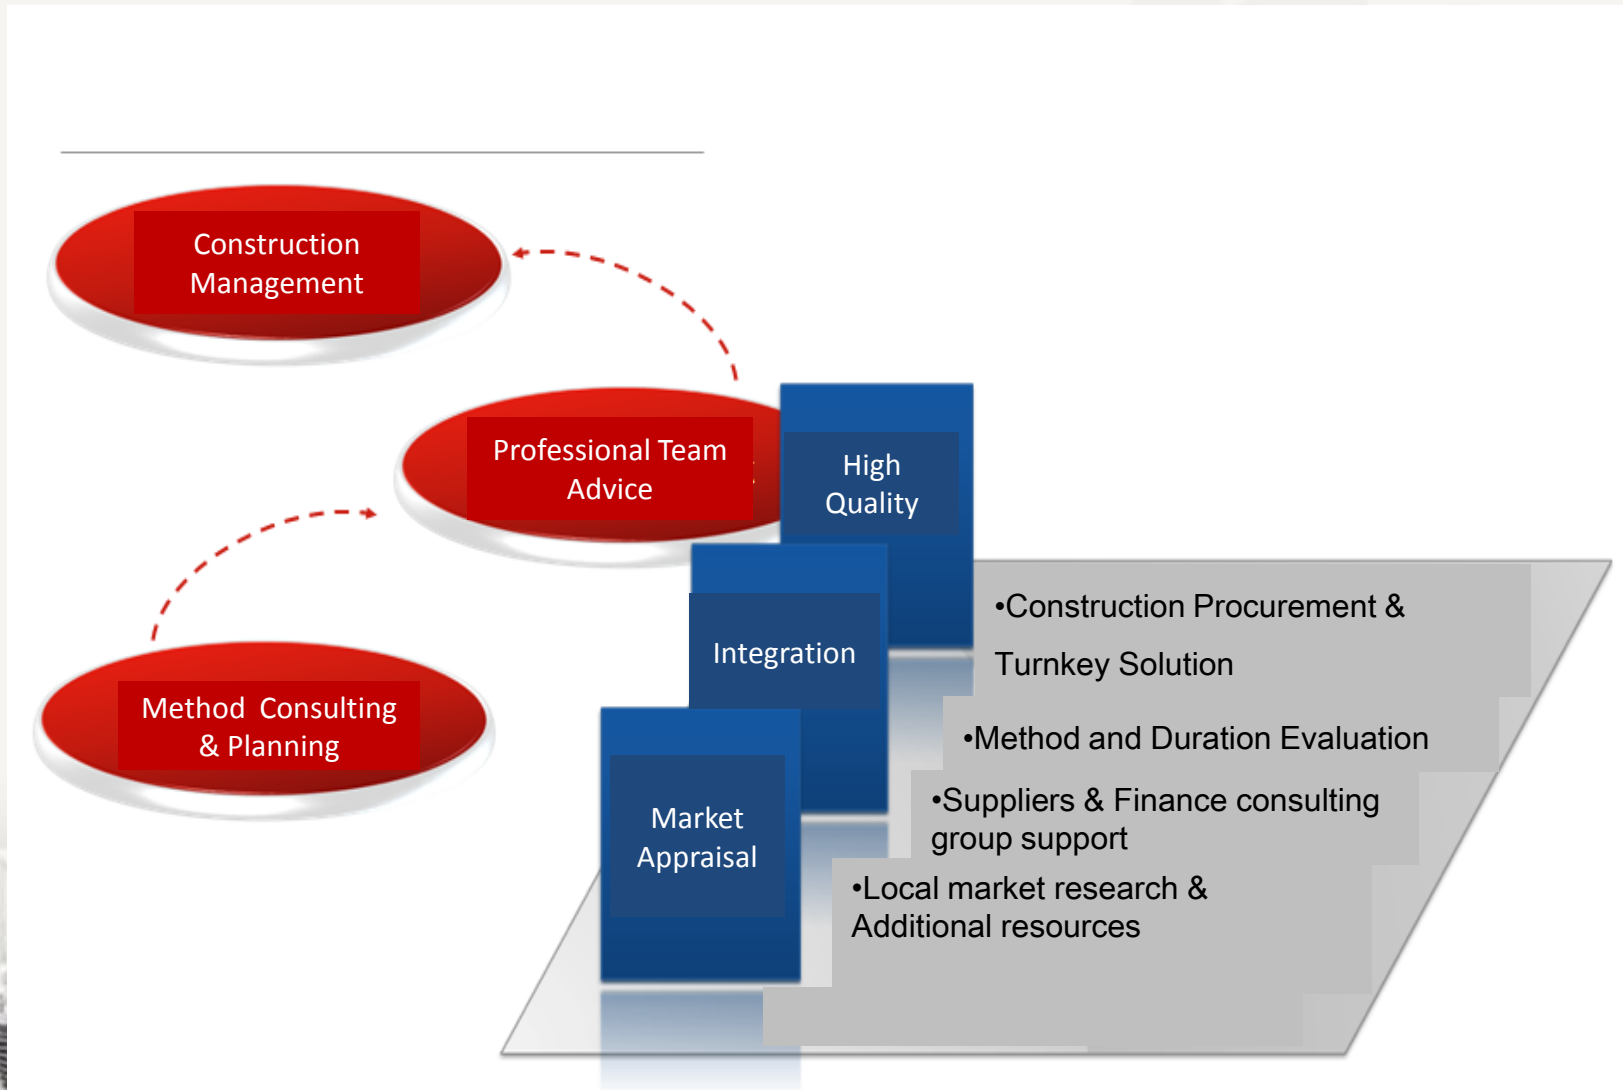 Construction
Management
Professional Team
Advice
High
Quality
•Construction Procurement &
Turnkey Solution
Integration
Method  Consulting
& Planning
•Method and Duration Evaluation
•Suppliers & Finance consulting
group support
Market
Appraisal
•Local market research &
Additional resources